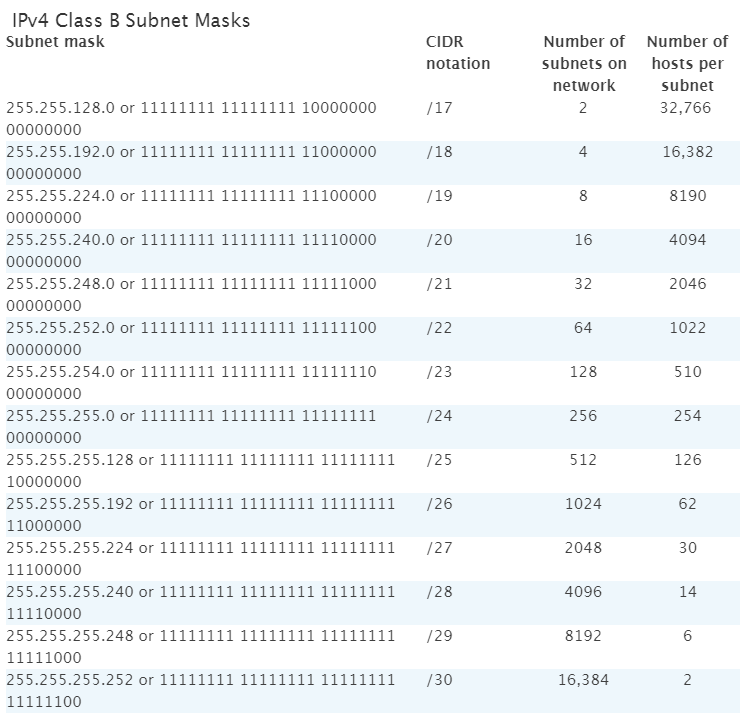 IPv4 Class B Subnet Masks
Subnet mask CIDR notation Number of subnets on network Number of hosts per subnet
255.255.128.0 or 11111111 11111111 10000000 /17 2 32,766
00000000
255.255.192.0 or 11111111 11111111 11000000 /18 4 16,382
00000000
255.255.224.0 or 11111111 11111111 11100000 /19 8 8190
00000000
255.255.240.0 or 11111111 11111111 11110000 /20 16 4094
00000000
255.255.248.0 or 11111111 11111111 11111000 /21 32 2046
00000000
255.255.252.0 or 11111111 11111111 11111100 /22 64 1022
00000000
255.255.254.0 or 11111111 11111111 11111110 /23 128 510
00000000
255.255.255.0 or 11111111 11111111 11111111 /24 256 254
00000000
255.255.255.128 or 11111111 11111111 11111111 /25 512 126
10000000
255.255.255.192 or 11111111 11111111 11111111 /26 1024 62
11000000
255.255.255.224 or 11111111 11111111 11111111 /27 2048 30
11100000
255.255.255.240 or 11111111 11111111 11111111 /28 4096 14
11110000
255.255.255.248 or 11111111 11111111 11111111 /29 8192 6
11111000
255.255.255.252 or 11111111 11111111 11111111 /30 16,384 2
11111100